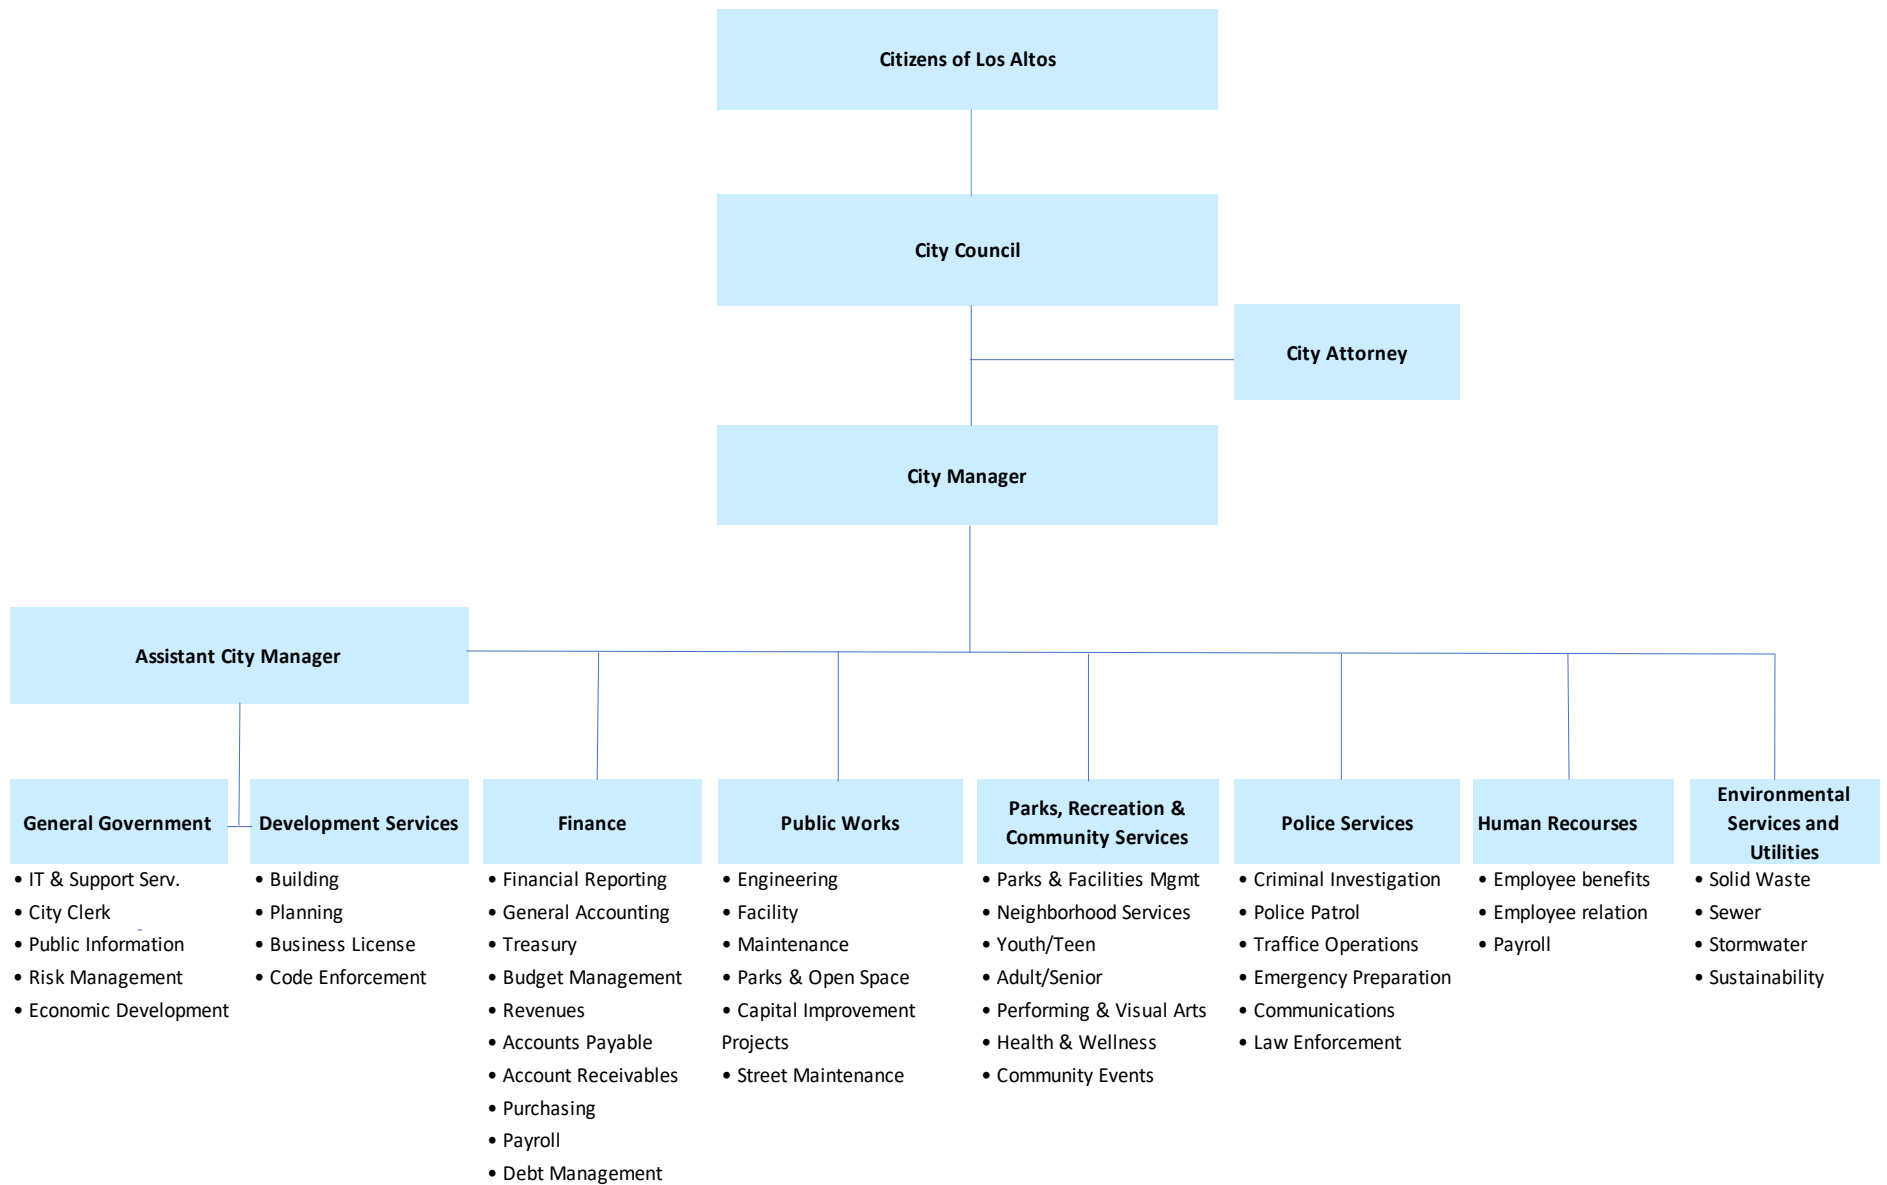 Citizens of Los Altos
City Council
City Attorney
City Manager
Assistant City Manager
General Government
• IT & Support Serv.
• City Clerk
• Public Information
• Risk Management
• Economic Development
Development Services
• Building
• Planning
• Business License
• Code Enforcement
Finance
• Financial Reporting
• General Accounting
• Treasury
• Budget Management
• Revenues
• Accounts Payable
• Account Receivables
• Purchasing
• Payroll
• Debt Management
Public Works
• Engineering
• Facility
• Maintenance
• Parks & Open Space
• Capital Improvement
Projects
• Street Maintenance
Parks, Recreation &
Community Services
• Parks & Facilities Mgmt
• Neighborhood Services
• Youth/Teen
• Adult/Senior
• Performing & Visual Arts
• Health & Wellness
• Community Events
Police Services
• Criminal Investigation
• Police Patrol
• Traffice Operations
• Emergency Preparation
• Communications
• Law Enforcement
Human Recourses
• Employee benefits
• Employee relation
• Payroll
Environmental
Services and
Utilities
• Solid Waste
• Sewer
• Stormwater
• Sustainability